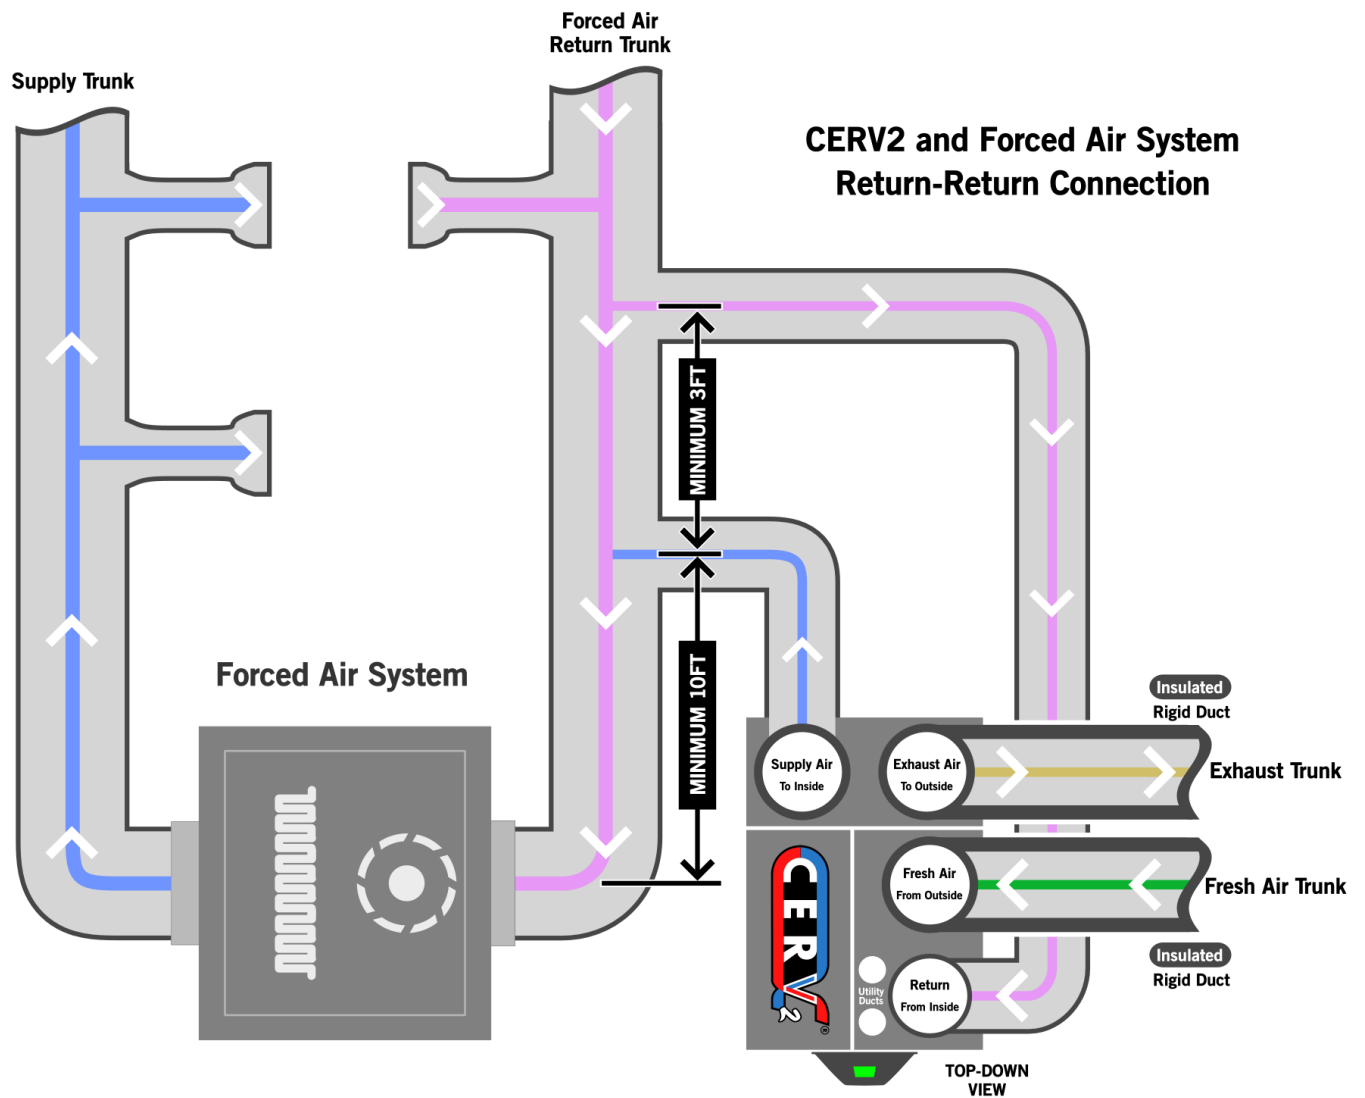 Forced Air
Return Trunk
Supply Trunk
CERV2 and Forced Air System
Return-Return Connection
MINIMUM 3FT
Forced Air System
MINIMUM 10FT
Insulated
Rigid Duct
Supply Air
To Inside
Exhaust Air
To Outside
Exhaust Trunk
Fresh Air
From Outside
Fresh Air Trunk
CERV2®
Insulated
Rigid Duct
Utility
Ducts
Return
From Inside
TOP-DOWN
VIEW